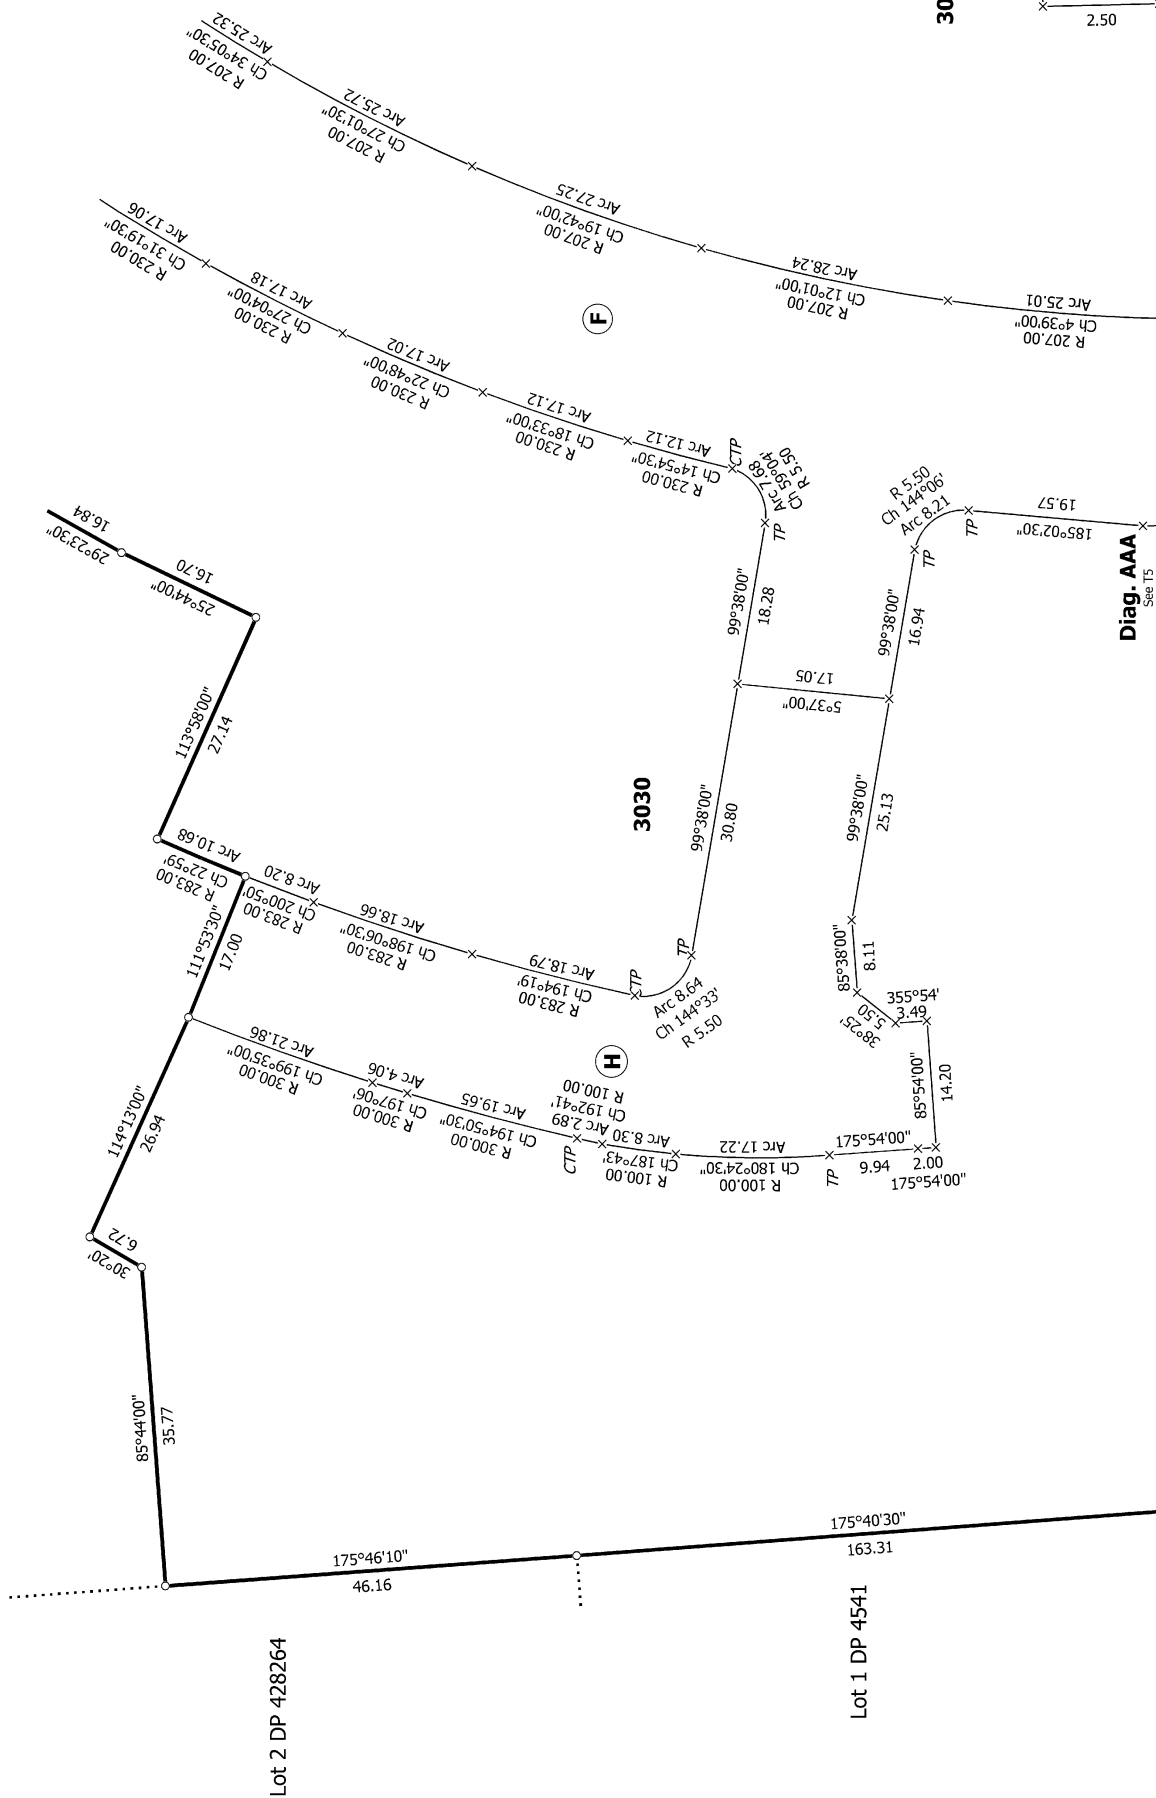 R 207.00
Ch 34°05'30"
Arc 25.32
R 207.00
Ch 27°01'30"
Arc 25.72
R 207.00
Ch 19°42'00"
Arc 27.25
R 207.00
Ch 12°01'00"
Arc 28.24
R 207.00
Ch 4°39'00"
Arc 25.01
30
2.50
R 230.00
Ch 31°19'30"
Arc 17.06
R 230.00
Ch 27°04'00"
Arc 17.18
R 230.00
Ch 22°48'00"
Arc 17.02
R 230.00
Ch 18°33'00"
Arc 17.12
R 230.00
Ch 14°54'30"
Arc 12.12
F
CTP
Arc 7.68
Ch 59°04'
R 5.50
TP
R 5.50
Ch 144°06'
Arc 8.21
TP
TP
185°02'30"
19.57
Diag. AAA
See T5
29°23'30"
16.84
25°44'00"
16.70
113°58'00"
27.14
R 283.00
Ch 22°59'
Arc 10.68
99°38'00"
18.28
99°38'00"
16.94
5°37'00"
17.05
3030
99°38'00"
30.80
99°38'00"
25.13
R 283.00
Ch 200°50'
Arc 8.20
R 283.00
Ch 198°06'30"
Arc 18.66
R 283.00
Ch 194°19'
Arc 18.79
CTP
TP
Arc 8.64
Ch 144°33'
R 5.50
85°38'00"
8.11
38°25'
5.50
355°54'
3.49
85°54'00"
14.20
111°53'30"
17.00
H
R 300.00
Ch 199°35'00"
Arc 21.86
R 300.00
Ch 197°06'
Arc 4.06
R 300.00
Ch 194°50'30"
Arc 19.65
CTP
R 100.00
Ch 192°41'
Arc 2.89
R 100.00
Ch 187°43'
Arc 8.30
R 100.00
Ch 180°24'30"
Arc 17.22
TP
175°54'00"
9.94
2.00
175°54'00"
114°13'00"
26.94
30°20'
6.72
85°44'00"
35.77
175°46'10"
46.16
175°40'30"
163.31
Lot 2 DP 428264
Lot 1 DP 4541